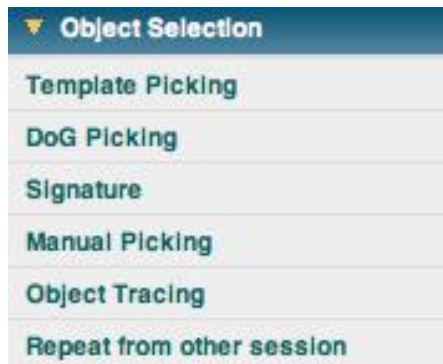 Object Selection
Template Picking
DoG Picking
Signature
Manual Picking
Object Tracing
Repeat from other session